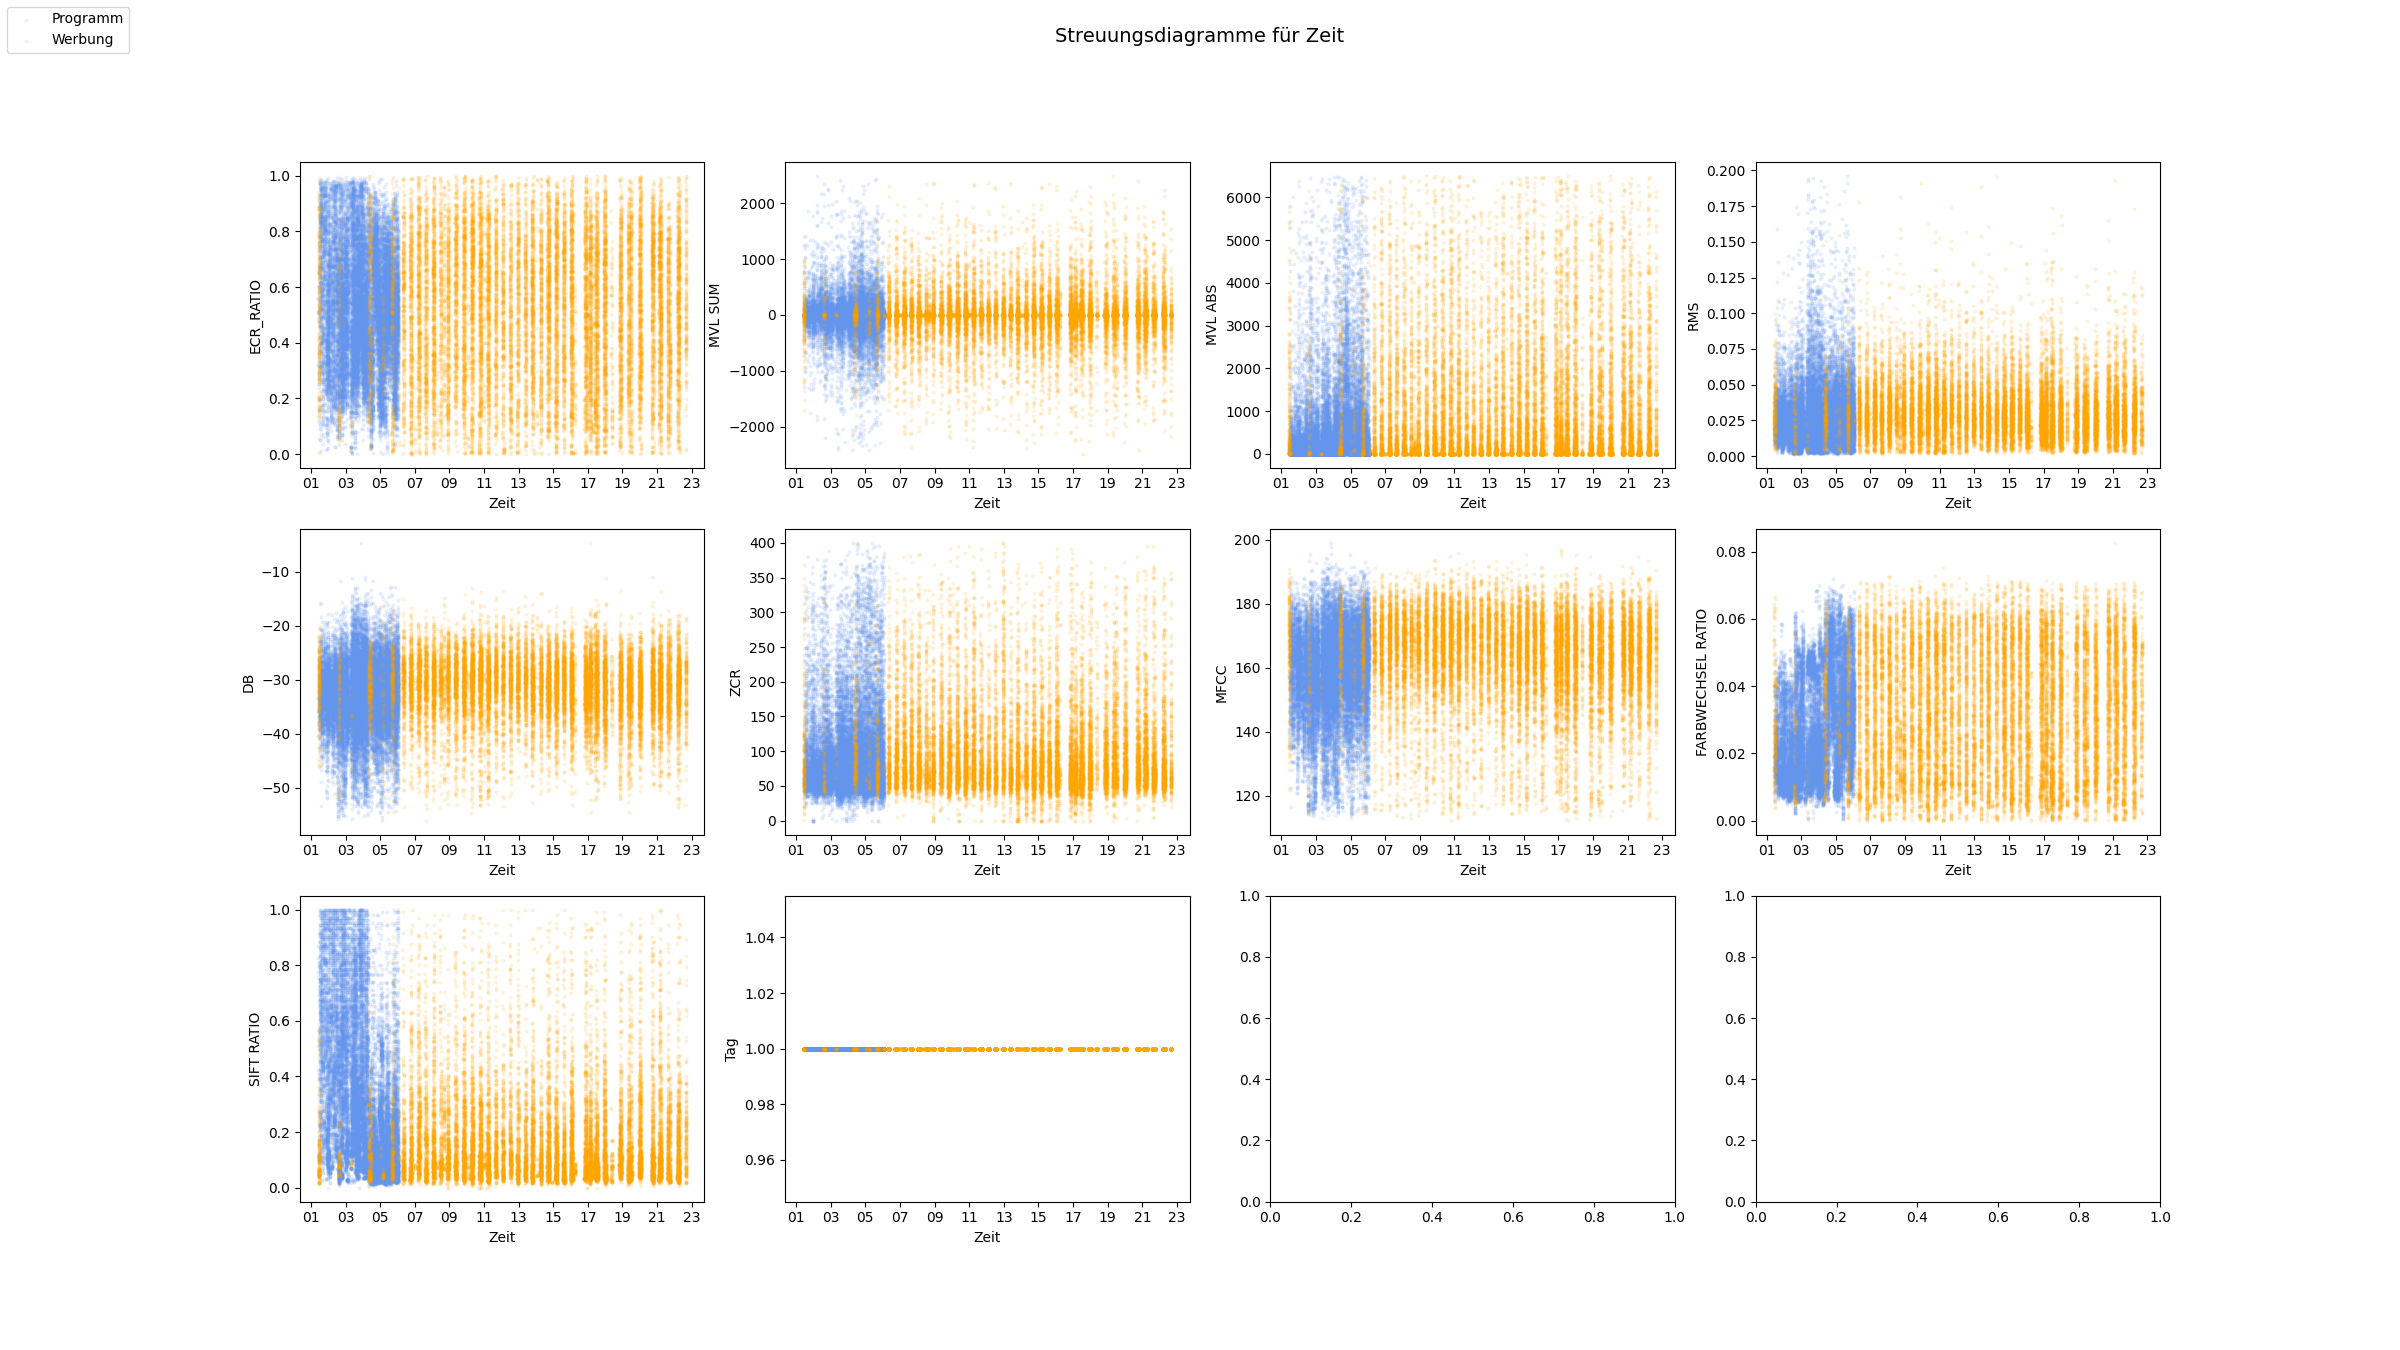 Programm
Werbung
Streuungsdiagramme für Zeit
1.0
0.8
0.6
0.4
0.2
0.0
ECR_RATIO
01 03 05 07 09 11 13 15 17 19 21 23
Zeit
2000
1000
0
−1000
−2000
MVL SUM
01 03 05 07 09 11 13 15 17 19 21 23
Zeit
6000
5000
4000
3000
2000
1000
0
MVL ABS
01 03 05 07 09 11 13 15 17 19 21 23
Zeit
0.200
0.175
0.150
0.125
0.100
0.075
0.050
0.025
0.000
RMS
01 03 05 07 09 11 13 15 17 19 21 23
Zeit
−10
−20
−30
−40
−50
DB
01 03 05 07 09 11 13 15 17 19 21 23
Zeit
400
350
300
250
200
150
100
50
0
ZCR
01 03 05 07 09 11 13 15 17 19 21 23
Zeit
200
180
160
140
120
MFCC
01 03 05 07 09 11 13 15 17 19 21 23
Zeit
0.08
0.06
0.04
0.02
0.00
FARBWECHSEL RATIO
01 03 05 07 09 11 13 15 17 19 21 23
Zeit
1.0
0.8
0.6
0.4
0.2
0.0
SIFT RATIO
01 03 05 07 09 11 13 15 17 19 21 23
Zeit
1.04
1.02
1.00
0.98
0.96
Tag
01 03 05 07 09 11 13 15 17 19 21 23
Zeit
1.0
0.8
0.6
0.4
0.2
0.0
0.0 0.2 0.4 0.6 0.8 1.0
1.0
0.8
0.6
0.4
0.2
0.0
0.0 0.2 0.4 0.6 0.8 1.0